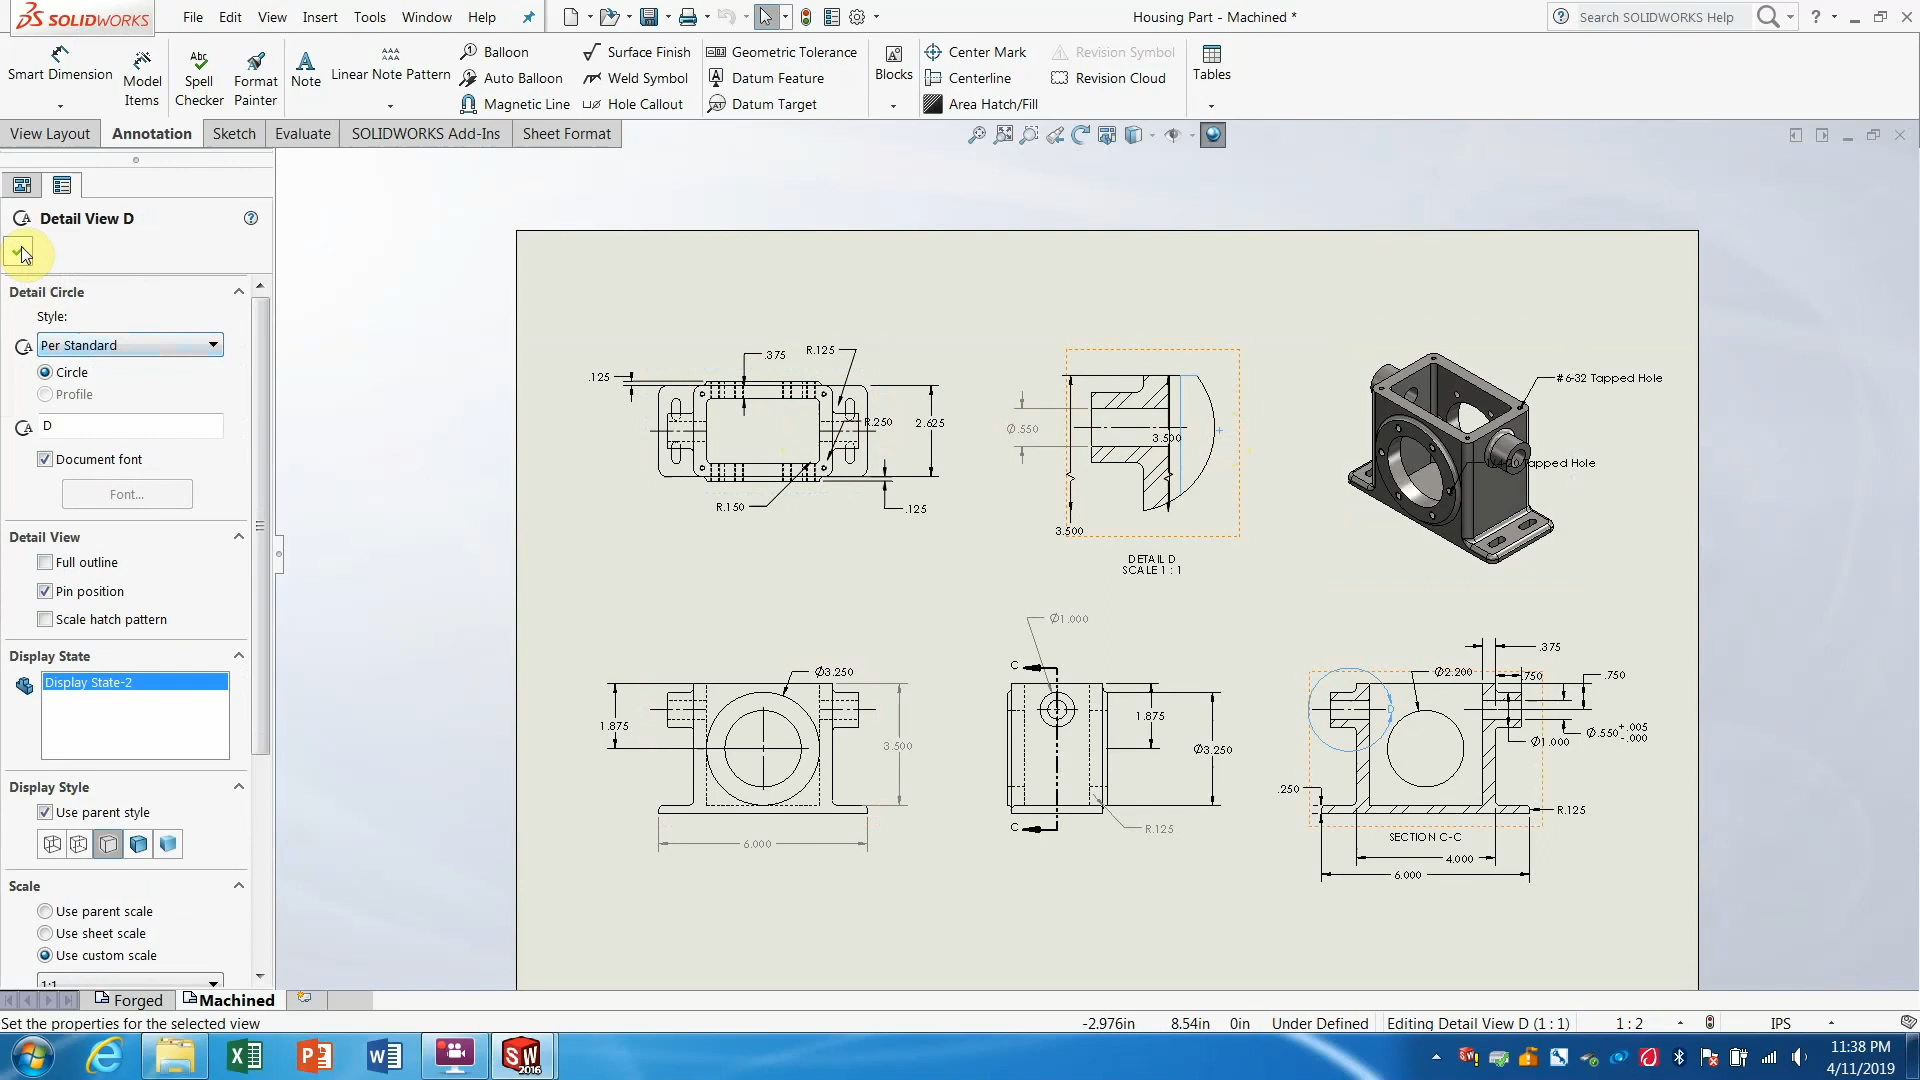 SOLIDWORKS
File Edit View Insert Tools Window Help
Housing Part - Machined *
Search SOLIDWORKS Help
Smart Dimension
Model Items
Spell Checker
Format Painter
Note
Linear Note Pattern
Balloon
Auto Balloon
Magnetic Line
Surface Finish
Weld Symbol
Hole Callout
Geometric Tolerance
Datum Feature
Datum Target
Blocks
Center Mark
Centerline
Area Hatch/Fill
Revision Symbol
Revision Cloud
Tables
View Layout
Annotation
Sketch
Evaluate
SOLIDWORKS Add-Ins
Sheet Format
Detail View D
Detail Circle
Style:
Per Standard
Circle
Profile
D
Document font
Font...
Detail View
Full outline
Pin position
Scale hatch pattern
Display State
Display State-2
Display Style
Use parent style
Scale
Use parent scale
Use sheet scale
Use custom scale
1:1
.125
.375
R.125
R.250
2.625
R.150
.125
Ø.550
3.500
3.500
DETAIL D
SCALE 1 : 1
#6-32 Tapped Hole
1/4-20 Tapped Hole
Ø3.250
1.875
3.500
6.000
Ø1.000
C
1.875
Ø3.250
C
R.125
.375
Ø2.200
.750
.750
D
Ø.550 +.005 -.000
Ø1.000
.250
R.125
SECTION C-C
4.000
6.000
Forged
Machined
Set the properties for the selected view
-2.976in 8.54in 0in Under Defined Editing Detail View D (1 : 1) 1 : 2 IPS
SW 2016
11:38 PM
4/11/2019